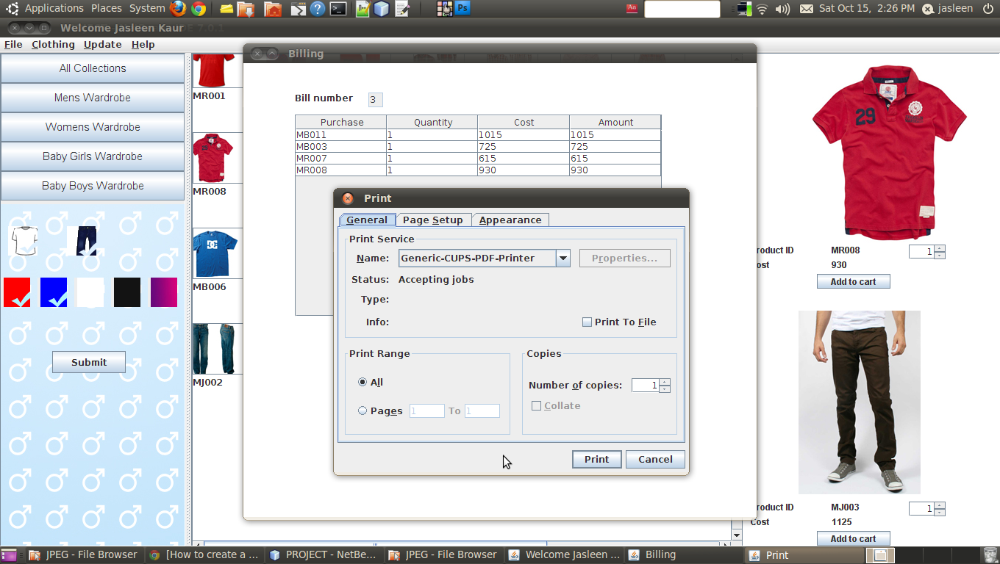 Applications Places System
Aa
Sat Oct 15, 2:26 PM jasleen
Ps
Welcome Jasleen Kaur
File Clothing Update Help
All Collections
Mens Wardrobe
Womens Wardrobe
Baby Girls Wardrobe
Baby Boys Wardrobe
Submit
MR001
MR008
MB006
MJ002
Billing
Bill number 3
Purchase Quantity Cost Amount
MB011 1 1015 1015
MB003 1 725 725
MR007 1 615 615
MR008 1 930 930
Print
General Page Setup Appearance
Print Service
Name: Generic-CUPS-PDF-Printer Properties...
Status: Accepting jobs
Type:
Info: Print To File
Print Range
All
Pages 1 To 1
Copies
Number of copies: 1
Collate
Print Cancel
29
roduct ID MR008 1
ost 930
Add to cart
DC
roduct ID MJ003 1
Cost 1125
Add to cart
JPEG - File Browser [How to create a ... PROJECT - NetBe... JPEG - File Browser Welcome Jasleen ... Billing Print